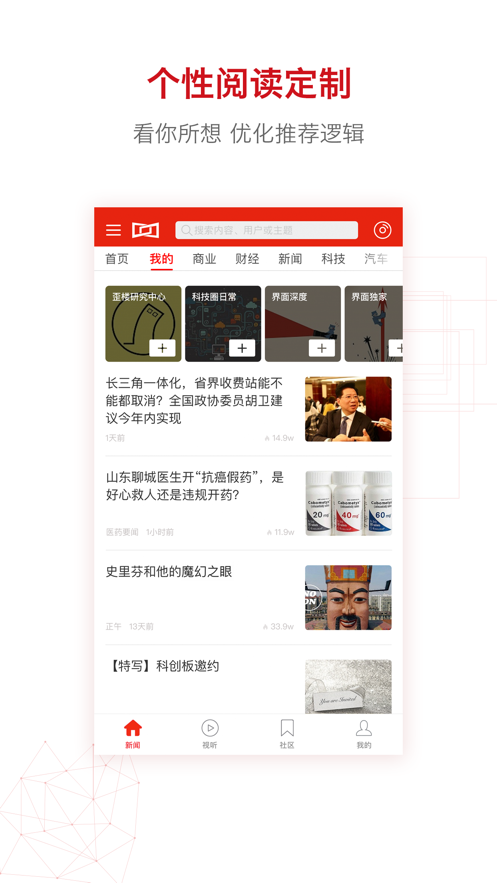 个性阅读定制
看你所想 优化推荐逻辑
搜索内容，用户或主题
首页 我的 商业 财经 新闻 科技 汽车
歪楼研究中心 科技圈日常 界面深度 界面独家
长三角一体化，省界收费站能不
能都取消？全国政协委员胡卫建
议今年内实现
1天前 14.9w
山东聊城医生开“抗癌假药”，是
好心救人还是违规开药？
医药要闻 1小时前 11.9w
Cabometyx Cabometyx Cabometyx
20 mg 40 mg 60 mg
史里芬和他的魔幻之眼
正午 13天前 33.9w
NO
ON
【特写】科创板邀约
You are Invited
新闻 视听 社区 我的